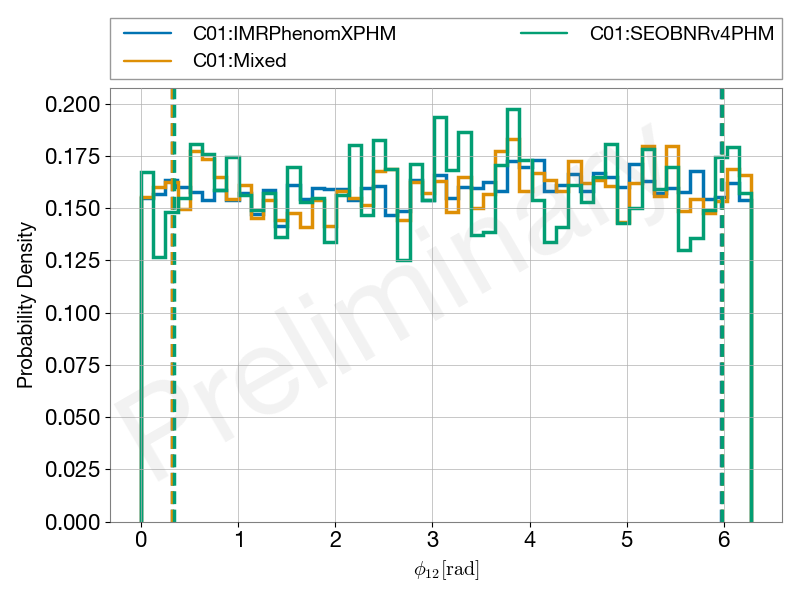 C01:IMRPhenomXPHM
C01:Mixed
C01:SEOBNRv4PHM
0.200
0.175
0.150
0.125
0.100
0.075
0.050
0.025
0.000
Probability Density
Preliminary
0 1 2 3 4 5 6
ϕ₁₂[rad]